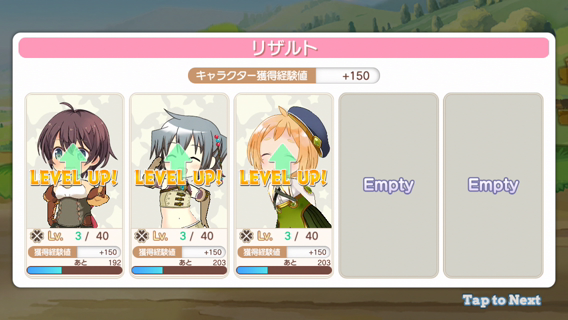 リザルト
キャラクター獲得経験値 +150
LEVEL UP! LEVEL UP! LEVEL UP! Empty Empty
Lv. 3 / 40 Lv. 3 / 40 Lv. 3 / 40
獲得経験値 +150 獲得経験値 +150 獲得経験値 +150
あと 192 あと 203 あと 203
Tap to Next